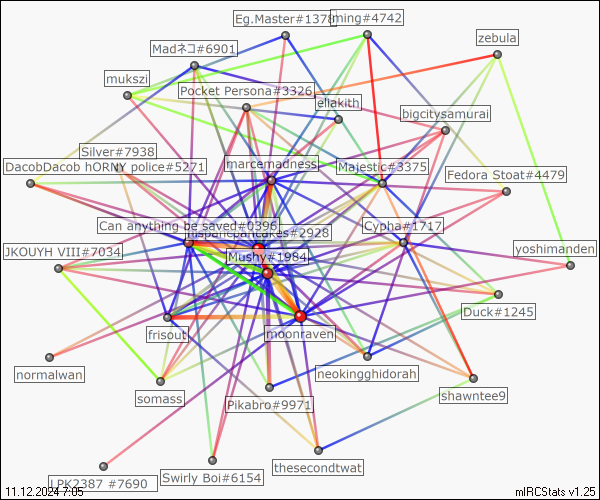 Eg.Master#1378
ming#4742
Madネコ#6901
zebula
mukszi
Pocket Persona#3326
eliakith
bigcitysamurai
Silver#7938
DacobDacob hORNY police#5271
marcemadness
Majestic#3375
Fedora Stoat#4479
Can anything be saved#0396
mspancepancakes#2928
Cypha#1717
JKOUYH VIII#7034
Mushy#1984
yoshimanden
Duck#1245
frisout
moonraven
normalwan
neokingghidorah
somass
Pikabro#9971
shawntee9
LPK2387 #7690
Swirly Boi#6154
thesecondtwat
11.12.2024 7:05
mIRCStats v1.25